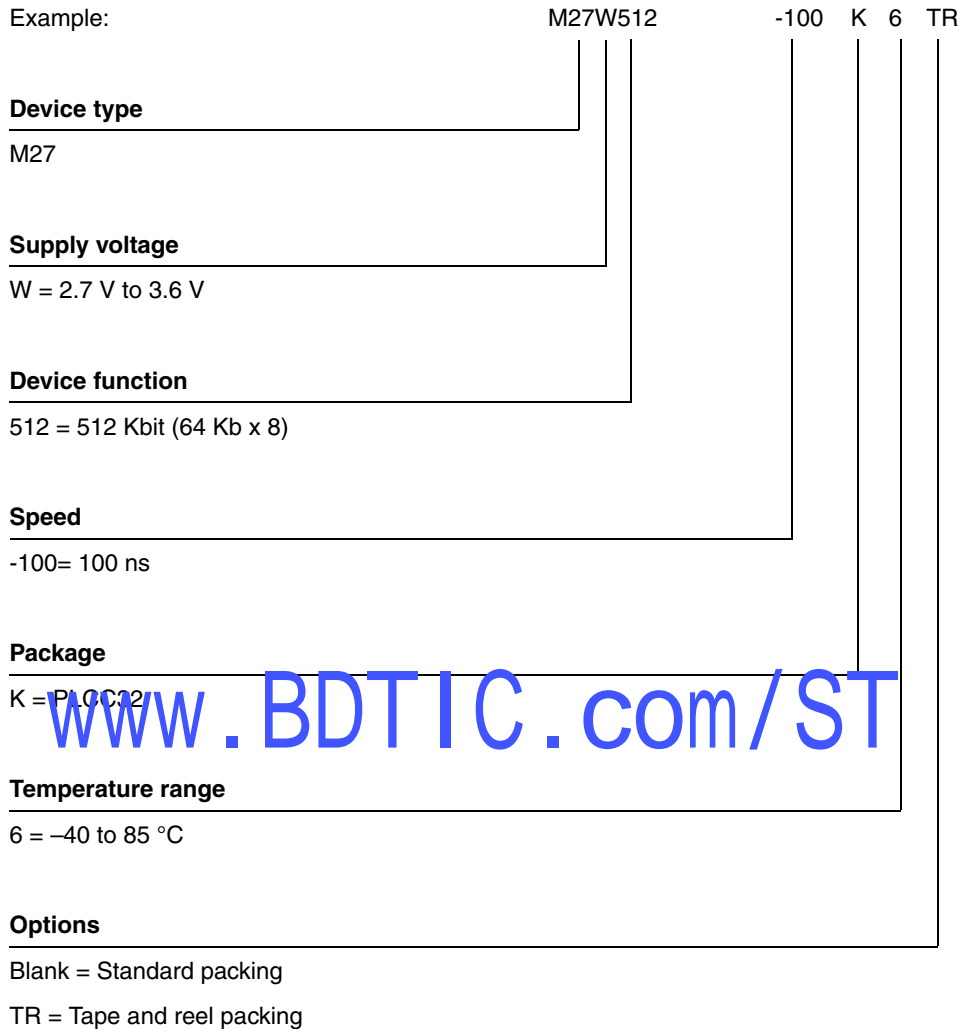 Example: M27W512 -100 K 6 TR
Device type
M27
Supply voltage
W = 2.7 V to 3.6 V
Device function
512 = 512 Kbit (64 Kb x 8)
Speed
-100= 100 ns
Package
K = PLCC32
www.BDTIC.com/ST
Temperature range
6 = –40 to 85 °C
Options
Blank = Standard packing
TR = Tape and reel packing